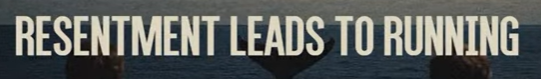 RESENTMENT LEADS TO RUNNING